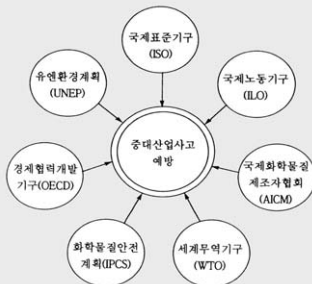 국제표준기구
(ISO)
유엔환경계획
(UNEP)
국제노동기구
(ILO)
중대산업사고
예방
경제협력개발
기구(OECD)
국제화학물질
제조자협회
(AICM)
화학물질안전
계획(IPCS)
세계무역기구
(WTO)